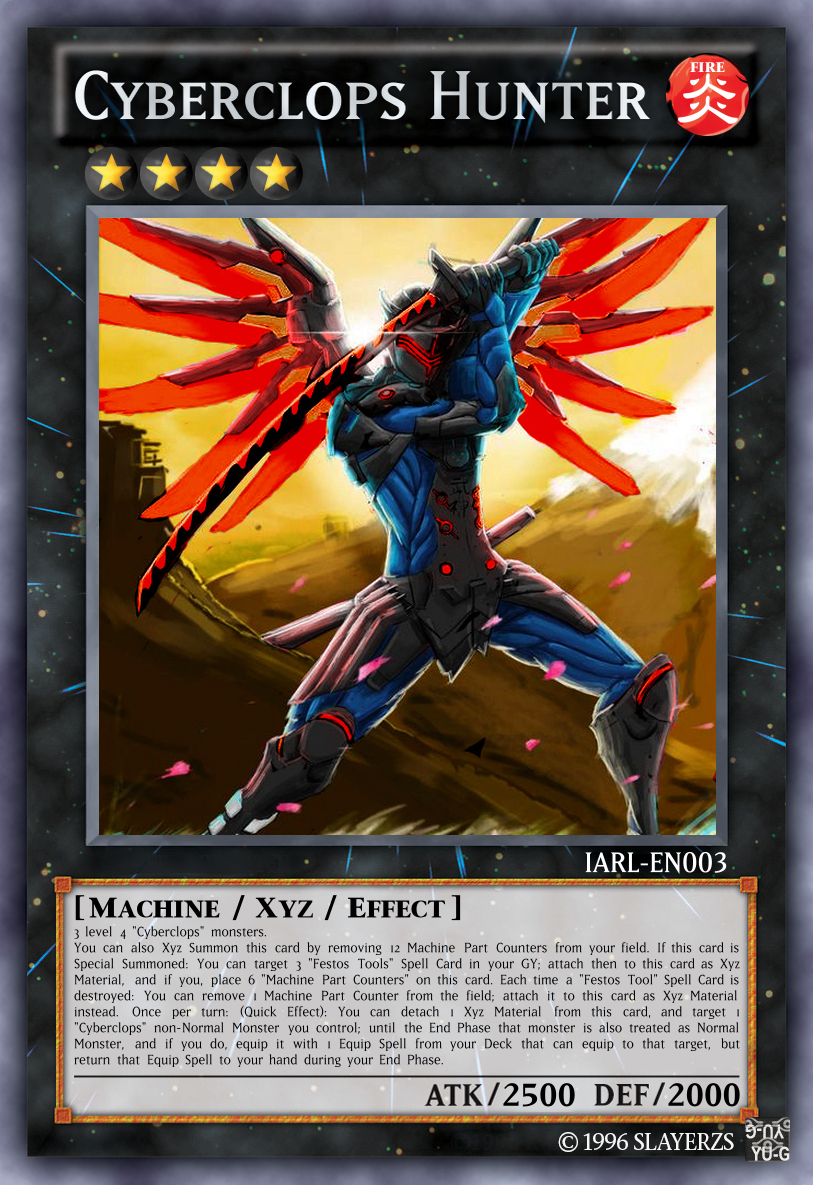 Cyberclops Hunter
FIRE
炎
IARL-EN003
[Machine / Xyz / Effect]
3 level 4 "Cyberclops" monsters.
You can also Xyz Summon this card by removing 12 Machine Part Counters from your field. If this card is
Special Summoned: You can target 3 "Festos Tools" Spell Card in your GY; attach then to this card as Xyz
Material, and if you, place 6 "Machine Part Counters" on this card. Each time a "Festos Tool" Spell Card is
destroyed: You can remove 1 Machine Part Counter from the field; attach it to this card as Xyz Material
instead. Once per turn: (Quick Effect): You can detach 1 Xyz Material from this card, and target 1
"Cyberclops" non-Normal Monster you control; until the End Phase that monster is also treated as Normal
Monster, and if you do, equip it with 1 Equip Spell from your Deck that can equip to that target, but
return that Equip Spell to your hand during your End Phase.
ATK/2500 DEF/2000
© 1996 SLAYERZS
YU-G
YU-G